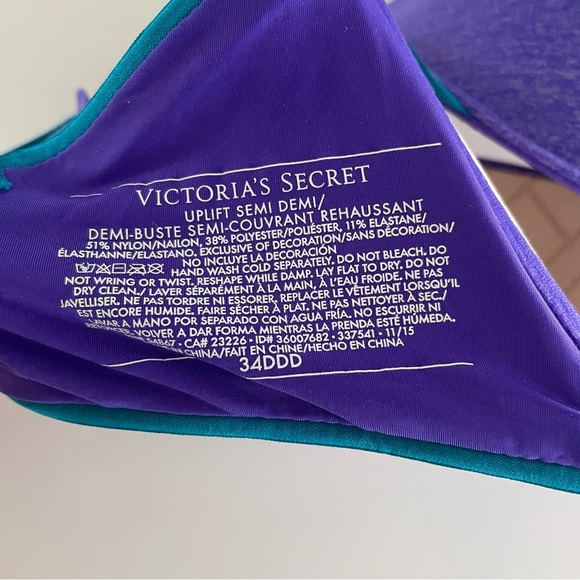 VICTORIA'S SECRET
UPLIFT SEMI DEMI/
DEMI-BUSTE SEMI-COUVRANT REHAUSSANT
51% NYLON/NAILON, 38% POLYESTER/POLIÉSTER, 11% ELASTANE/
ÉLASTHANNE/ELASTANO. EXCLUSIVE OF DECORATION/SANS DÉCORATION/
NO INCLUYE LA DECORACIÓN
HAND WASH COLD SEPARATELY. DO NOT BLEACH. DO
NOT WRING OR TWIST. RESHAPE WHILE DAMP. LAY FLAT TO DRY. DO NOT
DRY CLEAN./ LAVER SÉPARÉMENT À LA MAIN, À L'EAU FROIDE. NE PAS
JAVELLISER. NE PAS TORDRE NI ESSORER. REPLACER LE VÊTEMENT LORSQU'IL
EST ENCORE HUMIDE. FAIRE SÉCHER À PLAT. NE PAS NETTOYER À SEC./
LAVAR A MANO POR SEPARADO CON AGUA FRÍA. NO ESCURRIR NI
VOLVER A DAR FORMA MIENTRAS LA PRENDA ESTÉ HÚMEDA.
54867 • CA# 23226 • ID# 36007682 • 337541 • 11/15
CHINA/FAIT EN CHINE/HECHO EN CHINA
34DDD